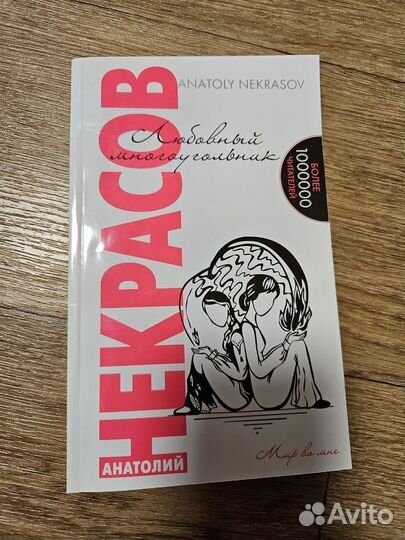 ANATOLY NEKRASOV
Любовный
многоугольник
БОЛЕЕ
1000000
ЧИТАТЕЛЕЙ
АНАТОЛИЙ
НЕКРАСОВ
Мир во мне
Avito